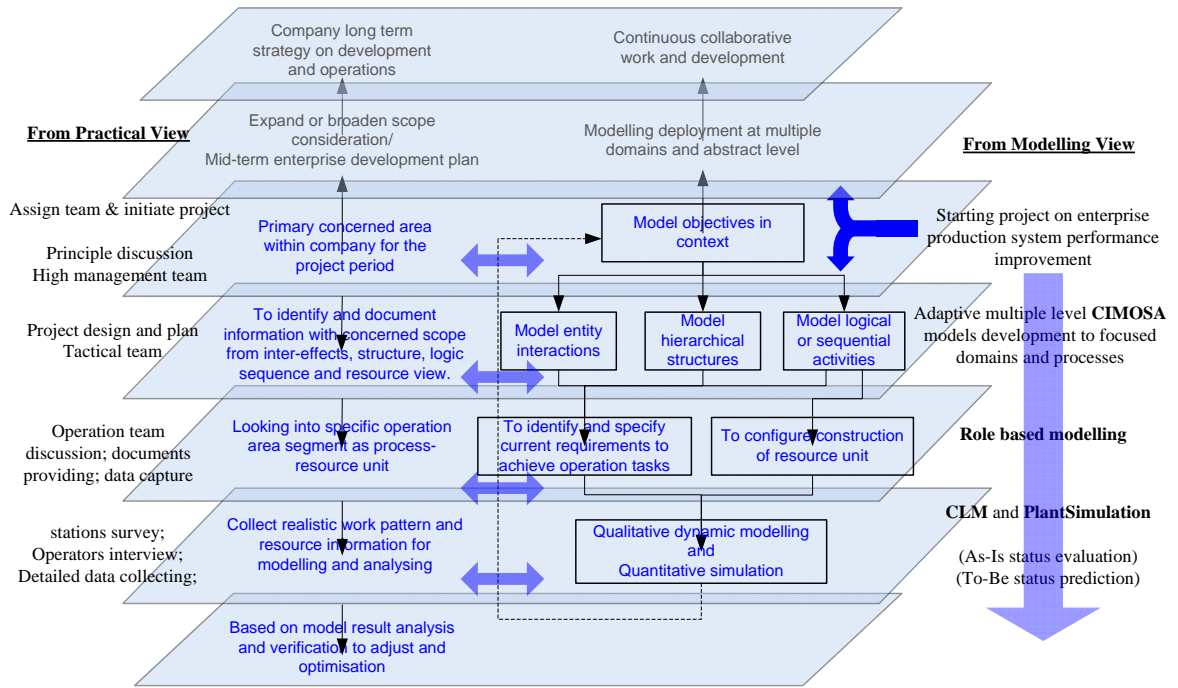 Company long term
strategy on development
and operations
Continuous collaborative
work and development
From Practical View
Expand or broaden scope
consideration/
Mid-term enterprise development plan
Modelling deployment at multiple
domains and abstract level
From Modelling View
Assign team & initiate project
Principle discussion
High management team
Primary concerned area
within company for the
project period
Model objectives in
context
Starting project on enterprise
production system performance
improvement
Project design and plan
Tactical team
To identify and document
information with concerned scope
from inter-effects, structure, logic
sequence and resource view.
Model entity
interactions
Model
hierarchical
structures
Model logical
or sequential
activities
Adaptive multiple level CIMOSA
models development to focused
domains and processes
Operation team
discussion; documents
providing; data capture
Looking into specific operation
area segment as process-
resource unit
To identify and specify
current requirements to
achieve operation tasks
To configure construction
of resource unit
Role based modelling
stations survey;
Operators interview;
Detailed data collecting;
Collect realistic work pattern and
resource information for
modelling and analysing
Qualitative dynamic modelling
and
Quantitative simulation
CLM and PlantSimulation
(As-Is status evaluation)
(To-Be status prediction)
Based on model result analysis
and verification to adjust and
optimisation